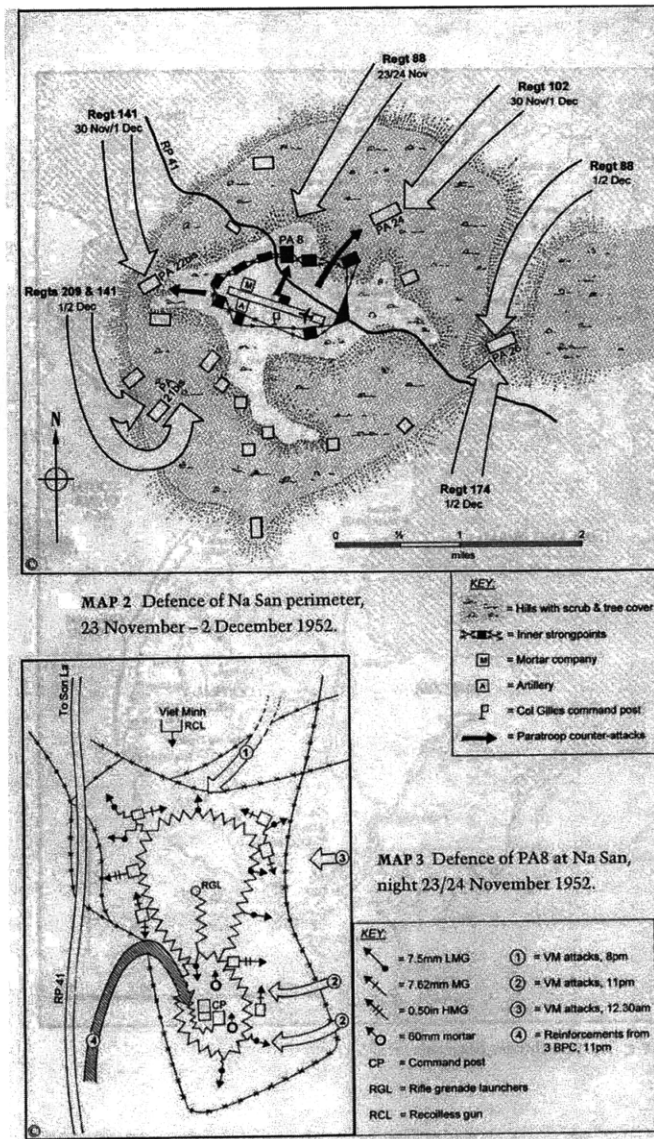 Regt 88
23/24 Nov
Regt 102
30 Nov/1 Dec
Regt 141
30 Nov/1 Dec
RP 41
Regt 88
1/2 Dec
PA 24
PA 8
PA 22bis
Regts 209 & 141
1/2 Dec
M
A
PA 26
PA
21bis
N
Regt 174
1/2 Dec
0 ½ 1 2
miles
©
MAP 2 Defence of Na San perimeter,
23 November – 2 December 1952.
KEY:
= Hills with scrub & tree cover
= Inner strongpoints
M = Mortar company
A = Artillery
= Col Gilles command post
= Paratroop counter-attacks
To Son La
Viet Minh
RCL
1
3
RGL
RP 41
2
CP
2
4
©
MAP 3 Defence of PA8 at Na San,
night 23/24 November 1952.
KEY:
= 7.5mm LMG
= 7.62mm MG
= 0.50in HMG
= 60mm mortar
CP = Command post
RGL = Rifle grenade launchers
RCL = Recoilless gun
1 = VM attacks, 8pm
2 = VM attacks, 11pm
3 = VM attacks, 12.30am
4 = Reinforcements from
3 BPC, 11pm